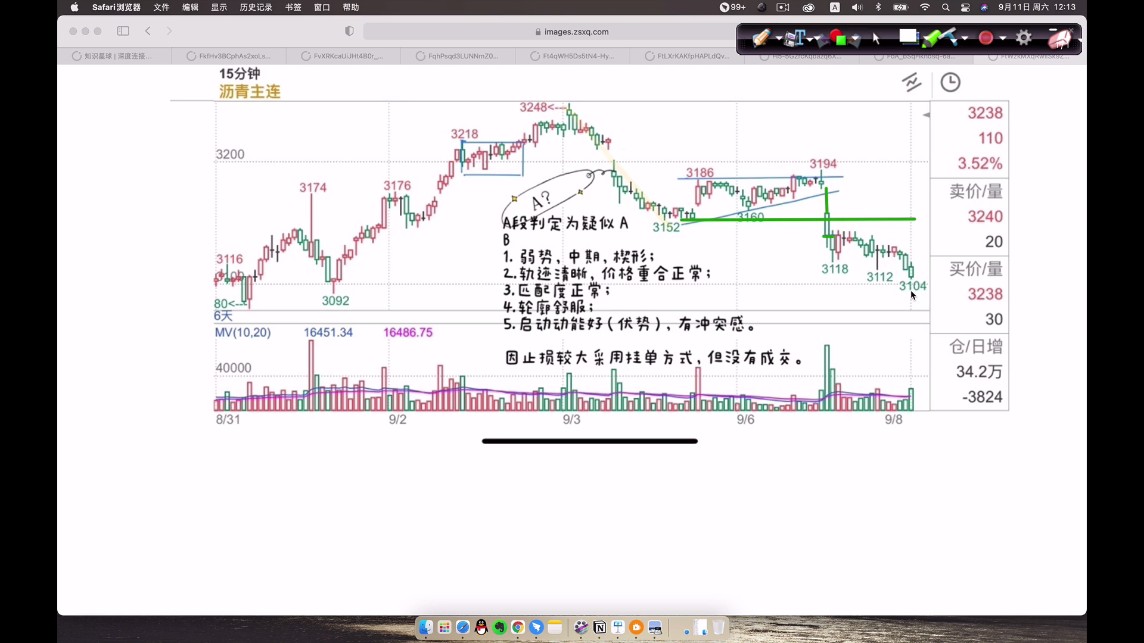 Safari浏览器 文件 编辑 显示 历史记录 书签 窗口 帮助
99+ A 9月11日 周六 12:13
images.zsxq.com
知识星球 | 深度连接...
15分钟
沥青主连
3248<--
3238
110
3.52%
3218
3200
3194
3186
3174
3176
卖价/量
3240
20
3160
3152
A?
A段判定为疑似 A
B
1. 弱势，中期，楔形；
2.轨迹清晰，价格重合正常；
3.匹配度正常；
4.轮廓舒服；
5.启动动能好（伏势），有冲突感。
因止损较大采用挂单方式，但没有成交。
3116
3118
3112
3104
买价/量
3238
30
80<--
3092
6天
MV(10,20) 16451.34 16486.75
仓/日增
34.2万
-3824
40000
8/31 9/2 9/3 9/6 9/8